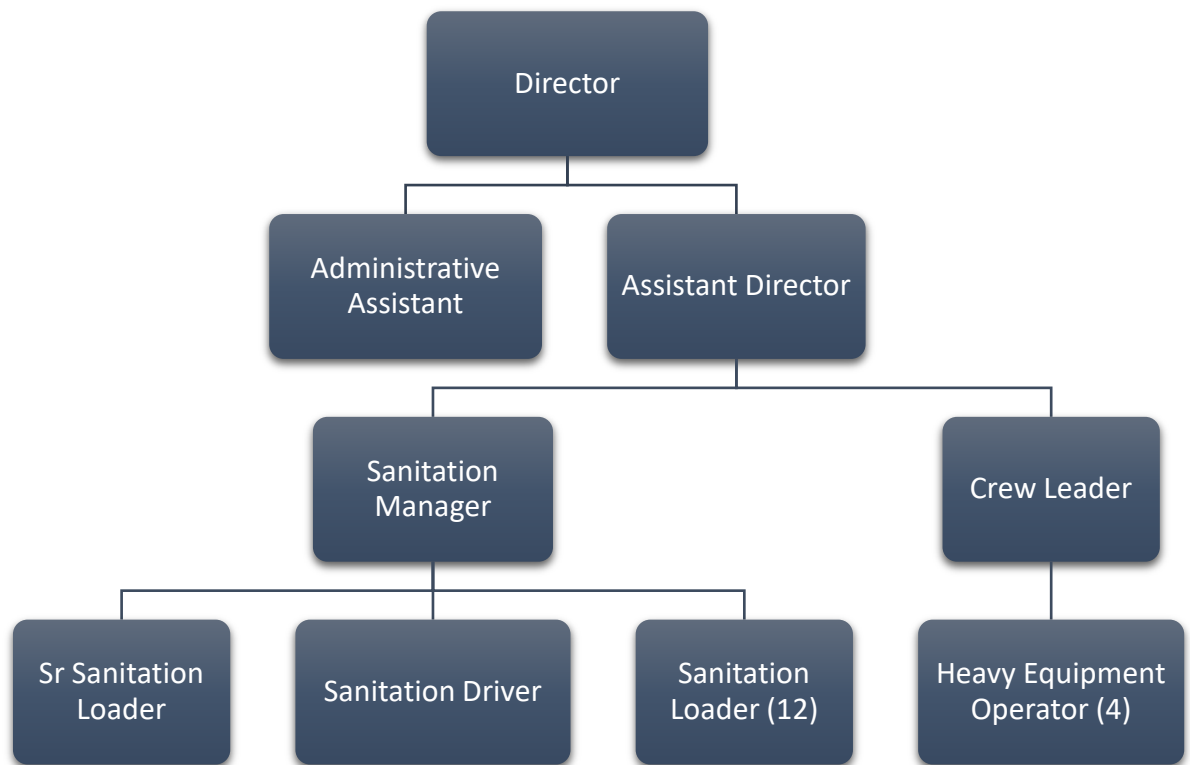 Director
Administrative
Assistant
Assistant Director
Sanitation
Manager
Crew Leader
Sr Sanitation
Loader
Sanitation Driver
Sanitation
Loader (12)
Heavy Equipment
Operator (4)